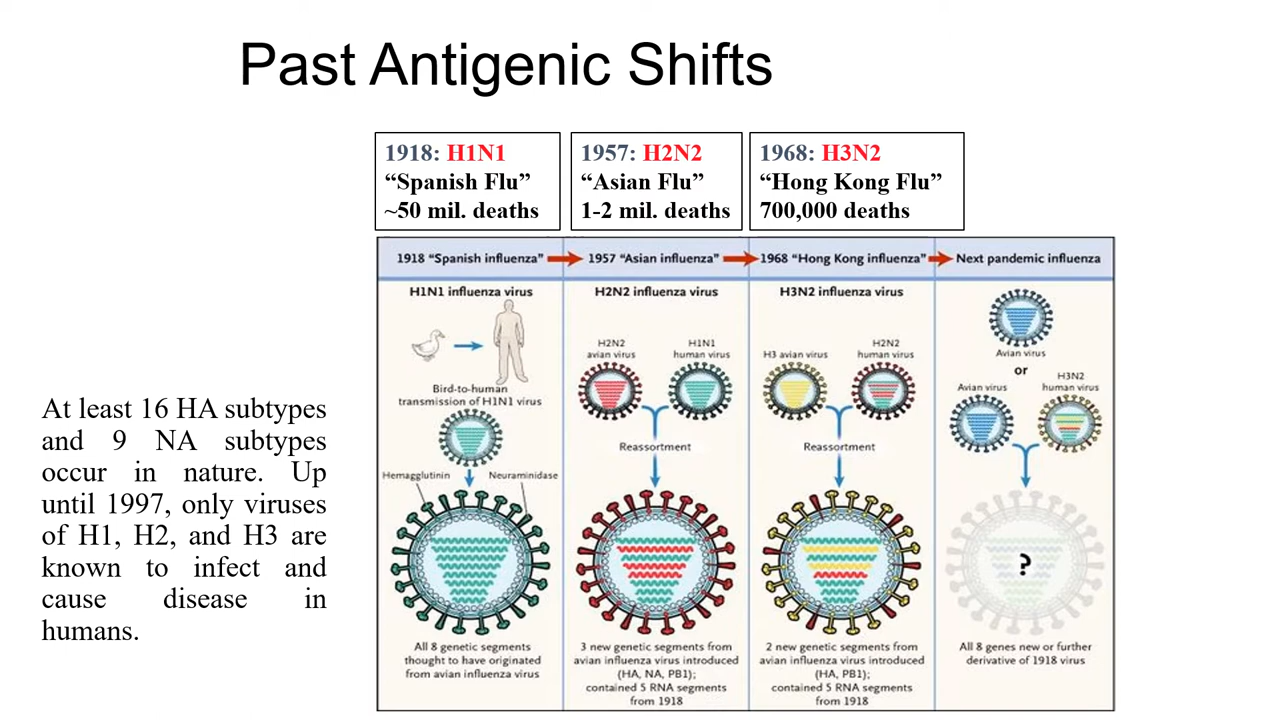 Past Antigenic Shifts
1918: H1N1
“Spanish Flu”
~50 mil. deaths
1957: H2N2
“Asian Flu”
1-2 mil. deaths
1968: H3N2
“Hong Kong Flu”
700,000 deaths
At least 16 HA subtypes
and 9 NA subtypes
occur in nature. Up
until 1997, only viruses
of H1, H2, and H3 are
known to infect and
cause disease in
humans.
1918 “Spanish influenza”
H1N1 influenza virus
Bird-to-human
transmission of H1N1 virus
Hemagglutinin
Neuraminidase
All 8 genetic segments
thought to have originated
from avian influenza virus
1957 “Asian influenza”
H2N2 influenza virus
H2N2
avian virus
H1N1
human virus
Reassortment
3 new genetic segments from
avian influenza virus introduced
(HA, NA, PB1);
contained 5 RNA segments
from 1918
1968 “Hong Kong influenza”
H3N2 influenza virus
H3 avian virus
H2N2
human virus
Reassortment
2 new genetic segments from
avian influenza virus introduced
(HA, PB1);
contained 5 RNA segments
from 1918
Next pandemic influenza
Avian virus
or
Avian virus
H3N2
human virus
?
All 8 genes new or further
derivative of 1918 virus